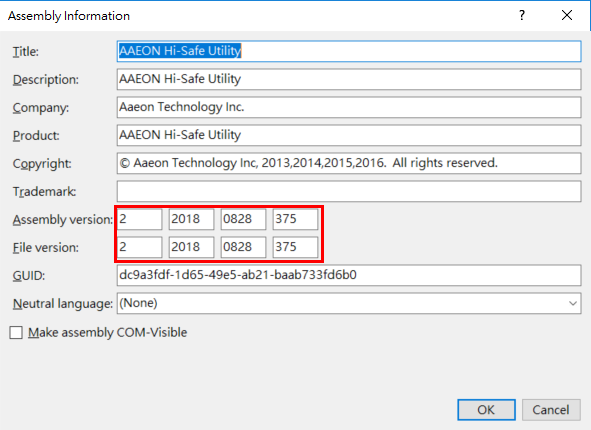 Assembly Information ?
Title: AAEON Hi-Safe Utility
Description: AAEON Hi-Safe Utility
Company: Aaeon Technology Inc.
Product: AAEON Hi-Safe Utility
Copyright: © Aaeon Technology Inc, 2013,2014,2015,2016.  All rights reserved.
Trademark:
Assembly version: 2 2018 0828 375
File version: 2 2018 0828 375
GUID: dc9a3fdf-1d65-49e5-ab21-baab733fd6b0
Neutral language: (None)
Make assembly COM-Visible
OK Cancel